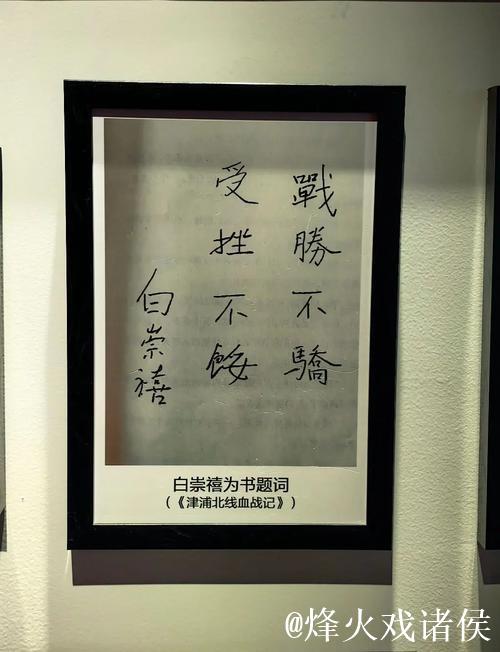 戰勝不驕
受挫不餒
白崇禧
白崇禧为书题词
（《津浦北线血战记》）
@烽火戏诸侯